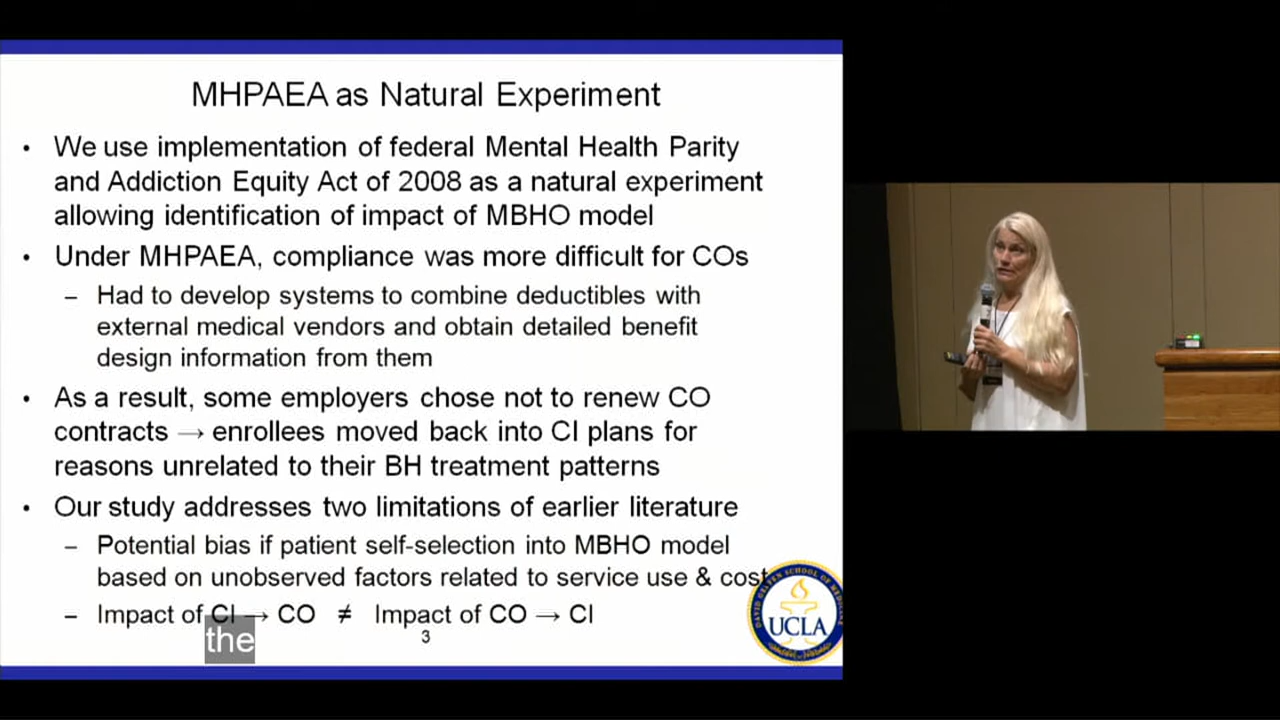 MHPAEA as Natural Experiment
• We use implementation of federal Mental Health Parity
and Addiction Equity Act of 2008 as a natural experiment
allowing identification of impact of MBHO model
• Under MHPAEA, compliance was more difficult for COs
– Had to develop systems to combine deductibles with
external medical vendors and obtain detailed benefit
design information from them
• As a result, some employers chose not to renew CO
contracts → enrollees moved back into CI plans for
reasons unrelated to their BH treatment patterns
• Our study addresses two limitations of earlier literature
– Potential bias if patient self-selection into MBHO model
based on unobserved factors related to service use & cost
– Impact of CI → CO ≠ Impact of CO → CI
the
3
DAVID GEFFEN SCHOOL OF MEDICINE
UCLA